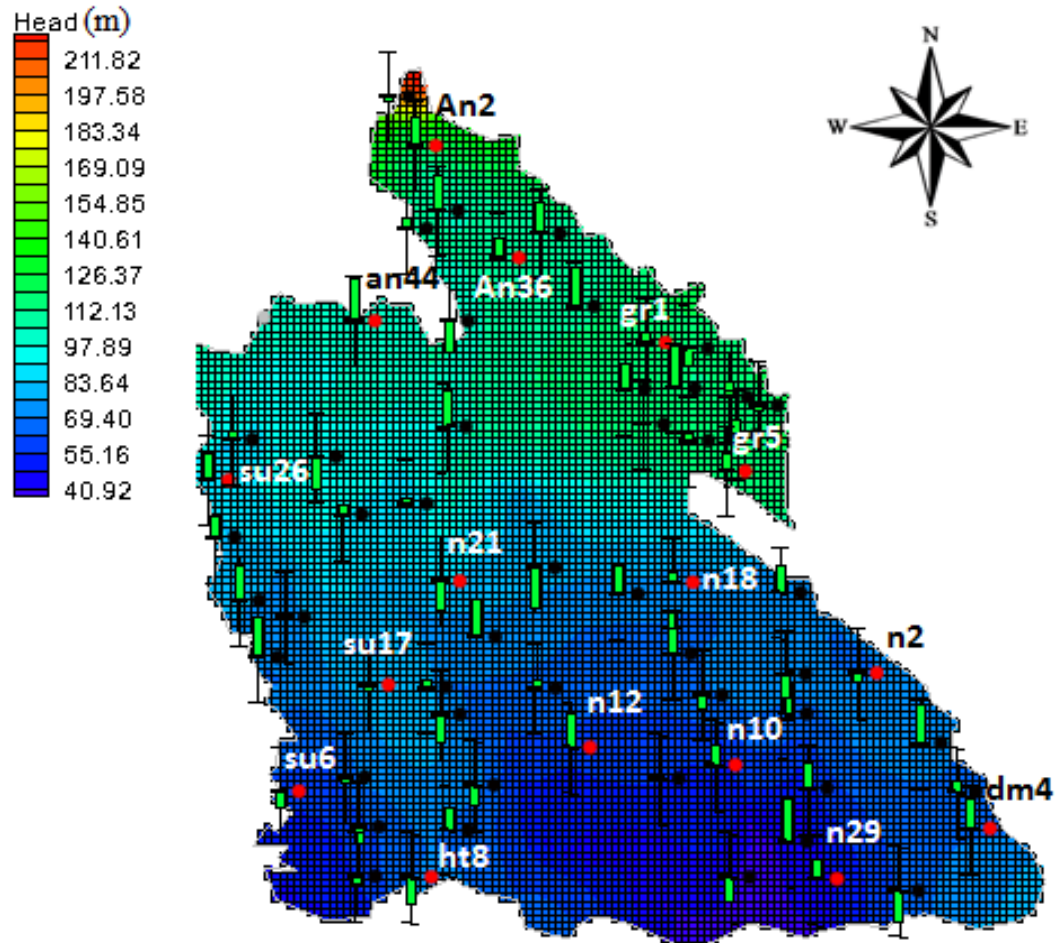 Head (m)
211.82
197.58
183.34
169.09
154.85
140.61
126.37
112.13
97.89
83.64
69.40
55.16
40.92
N
W
E
S
An2
an44
An36
gr1
gr5
su26
n21
n18
su17
n2
n12
n10
su6
dm4
n29
ht8